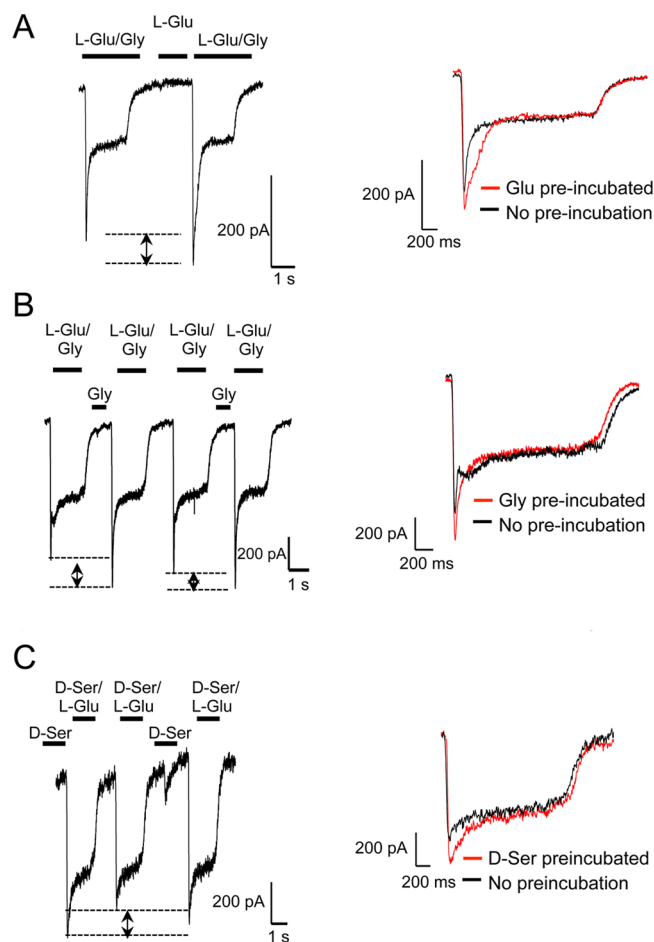 A
L-Glu
L-Glu/Gly
L-Glu/Gly
200 pA
1 s
200 pA
200 ms
Glu pre-incubated
No pre-incubation
B
L-Glu/
Gly
L-Glu/
Gly
L-Glu/
Gly
L-Glu/
Gly
Gly
Gly
200 pA
1 s
200 pA
200 ms
Gly pre-incubated
No pre-incubation
C
D-Ser/
L-Glu
D-Ser/
L-Glu
D-Ser/
L-Glu
D-Ser
D-Ser
200 pA
1 s
200 pA
200 ms
D-Ser preincubated
No preincubation